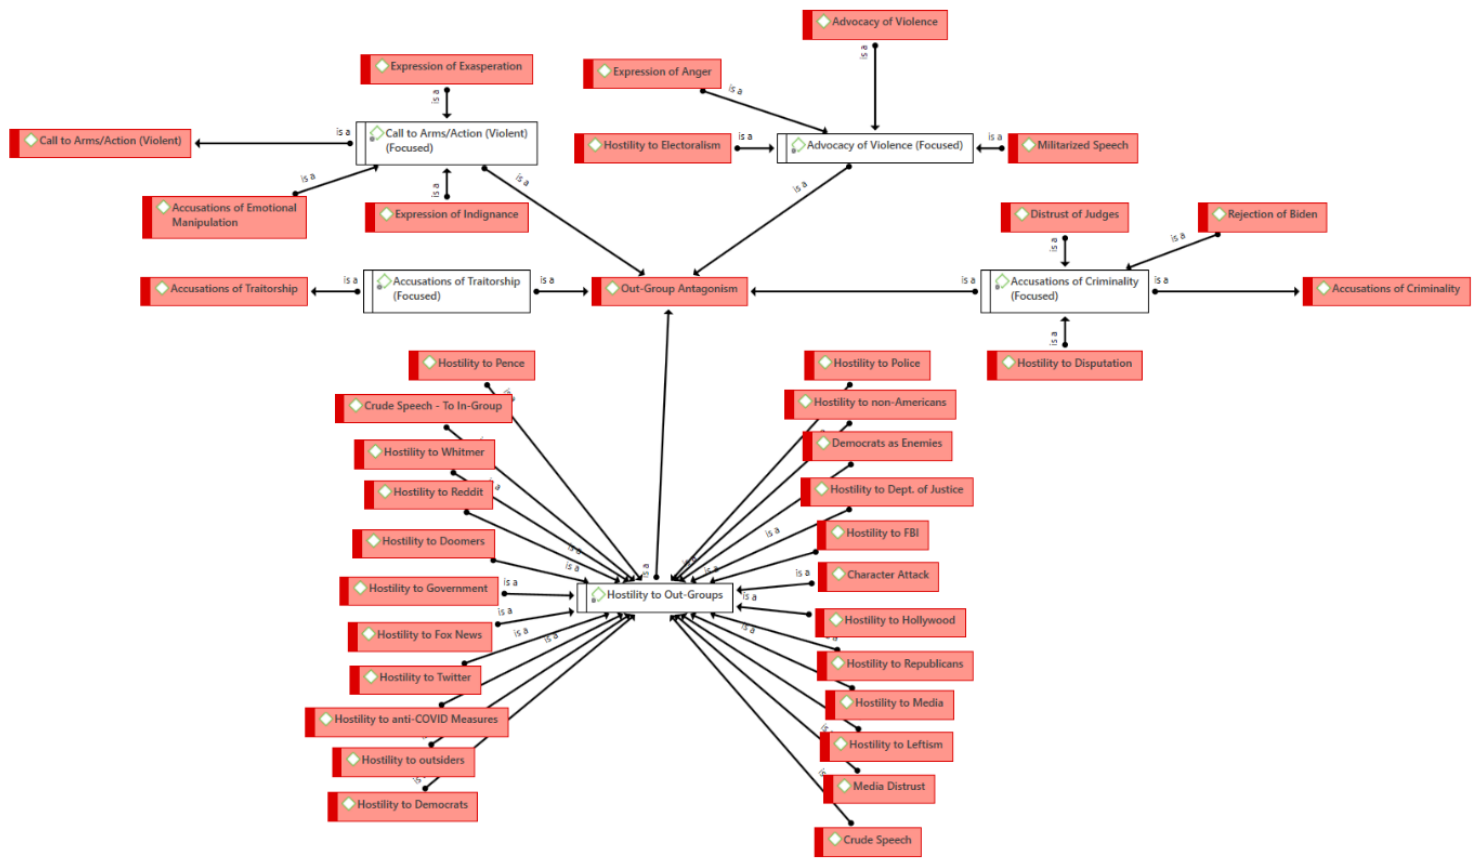 Advocacy of Violence
is a
Expression of Exasperation
Expression of Anger
is a
is a
Call to Arms/Action (Violent)
is a
Call to Arms/Action (Violent)
(Focused)
Hostility to Electoralism
is a
Advocacy of Violence (Focused)
is a
Militarized Speech
is a
is a
is a
is a
Accusations of Emotional
Manipulation
Expression of Indignance
Distrust of Judges
Rejection of Biden
is a
is a
Accusations of Traitorship
is a
Accusations of Traitorship
(Focused)
is a
Out-Group Antagonism
is a
Accusations of Criminality
(Focused)
is a
Accusations of Criminality
is a
Hostility to Pence
Hostility to Police
Hostility to Disputation
is a
Crude Speech - To In-Group
Hostility to non-Americans
Hostility to Whitmer
Democrats as Enemies
Hostility to Reddit
Hostility to Dept. of Justice
Hostility to Doomers
is a
is a
Hostility to FBI
is a
is a
is a
is a
Hostility to Government
is a
is a
Character Attack
Hostility to Out-Groups
is a
is a
Hostility to Fox News
is a
is a
is a
Hostility to Hollywood
Hostility to Twitter
Hostility to Republicans
Hostility to anti-COVID Measures
Hostility to Media
Hostility to outsiders
Hostility to Leftism
Hostility to Democrats
Media Distrust
Crude Speech